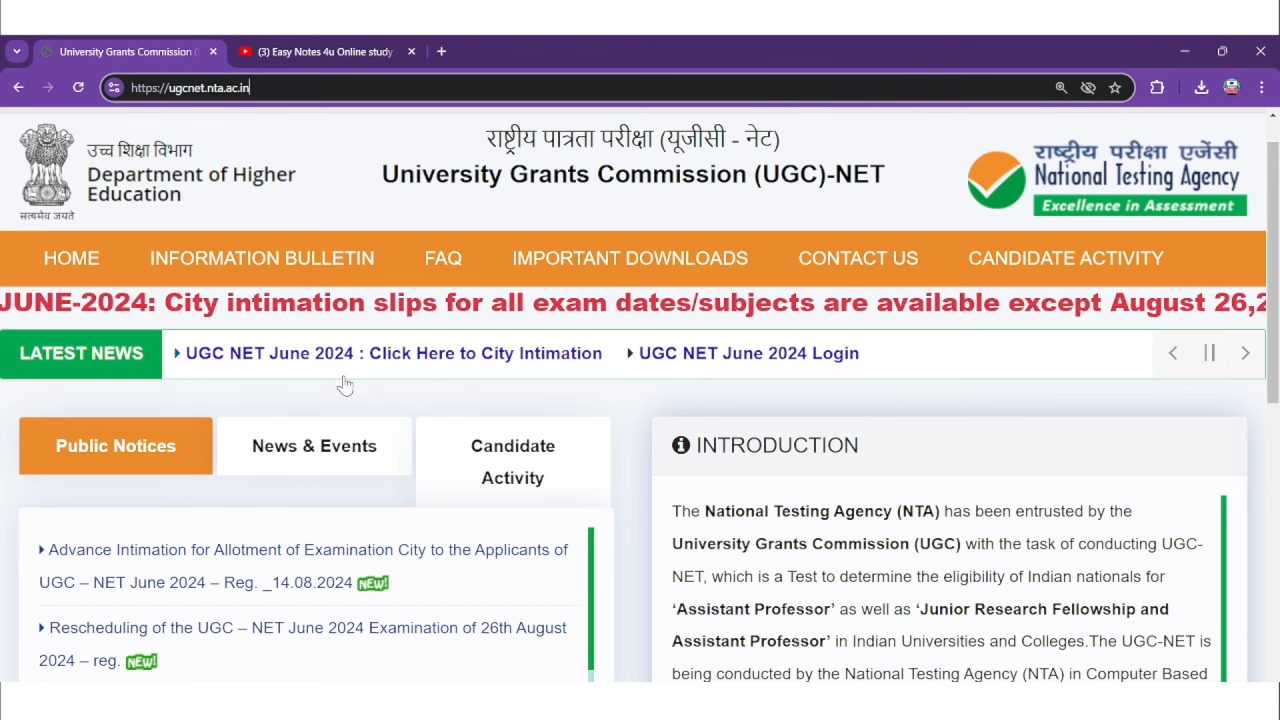 University Grants Commission (
(3) Easy Notes 4u Online study
https://ugcnet.nta.ac.in
सत्यमेव जयते
उच्च शिक्षा विभाग
Department of Higher
Education
राष्ट्रीय पात्रता परीक्षा (यूजीसी - नेट)
University Grants Commission (UGC)-NET
राष्ट्रीय परीक्षा एजेंसी
National Testing Agency
Excellence in Assessment
HOME INFORMATION BULLETIN FAQ IMPORTANT DOWNLOADS CONTACT US CANDIDATE ACTIVITY
JUNE-2024: City intimation slips for all exam dates/subjects are available except August 26,2
LATEST NEWS UGC NET June 2024 : Click Here to City Intimation UGC NET June 2024 Login
Public Notices News & Events Candidate
Activity
Advance Intimation for Allotment of Examination City to the Applicants of
UGC – NET June 2024 – Reg. _14.08.2024 NEW!
Rescheduling of the UGC – NET June 2024 Examination of 26th August
2024 – reg. NEW!
INTRODUCTION
The National Testing Agency (NTA) has been entrusted by the
University Grants Commission (UGC) with the task of conducting UGC-
NET, which is a Test to determine the eligibility of Indian nationals for
‘Assistant Professor’ as well as ‘Junior Research Fellowship and
Assistant Professor’ in Indian Universities and Colleges.The UGC-NET is
being conducted by the National Testing Agency (NTA) in Computer Based